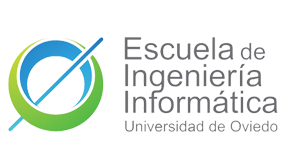 Escuela de
Ingeniería
Informática
Universidad de Oviedo